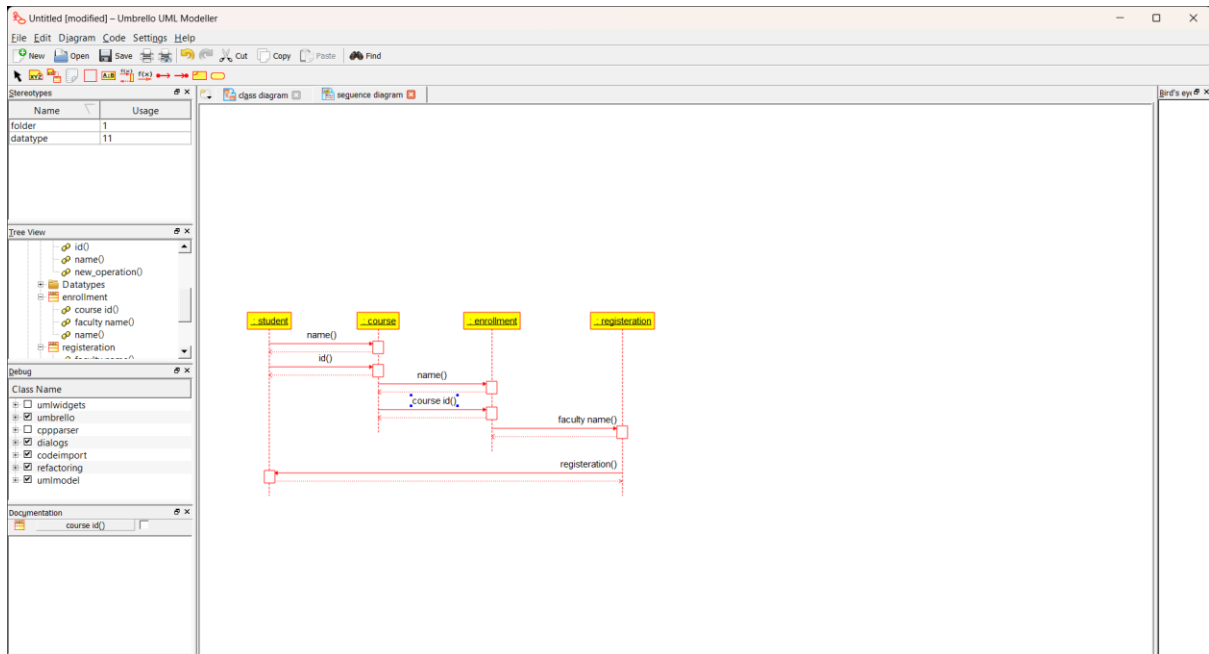 Untitled [modified] – Umbrello UML Modeller
File Edit Diagram Code Settings Help
New Open Save Cut Copy Paste Find
Stereotypes
Name Usage
folder 1
datatype 11
Tree View
id()
name()
new_operation()
Datatypes
enrollment
course id()
faculty name()
name()
registeration
faculty name()
Debug
Class Name
umlwidgets
umbrello
cppparser
dialogs
codeimport
refactoring
umlmodel
Documentation
course id()
class diagram
sequence diagram
Bird's eye
: student
: course
: enrollment
: registeration
name()
id()
name()
course id()
faculty name()
registeration()